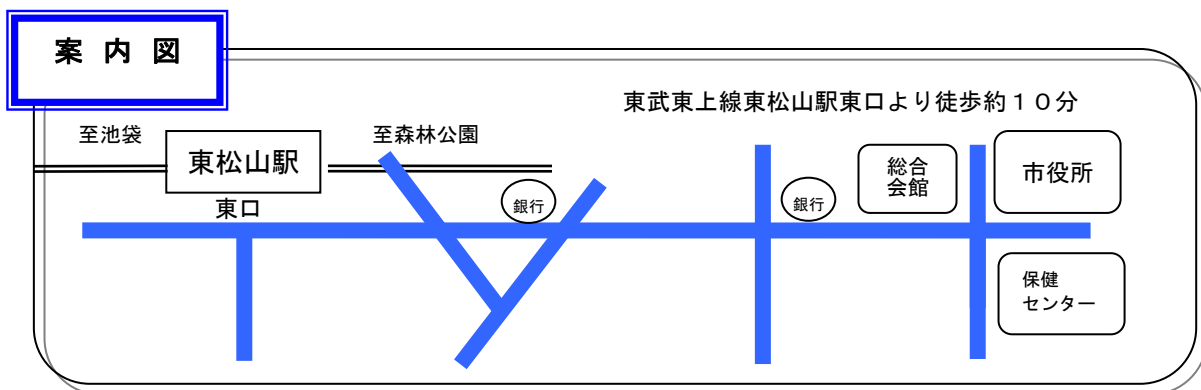 案 内 図
東武東上線東松山駅東口より徒歩約１０分
至池袋
東松山駅
至森林公園
東口
銀行
銀行
総合
会館
市役所
保健
センター